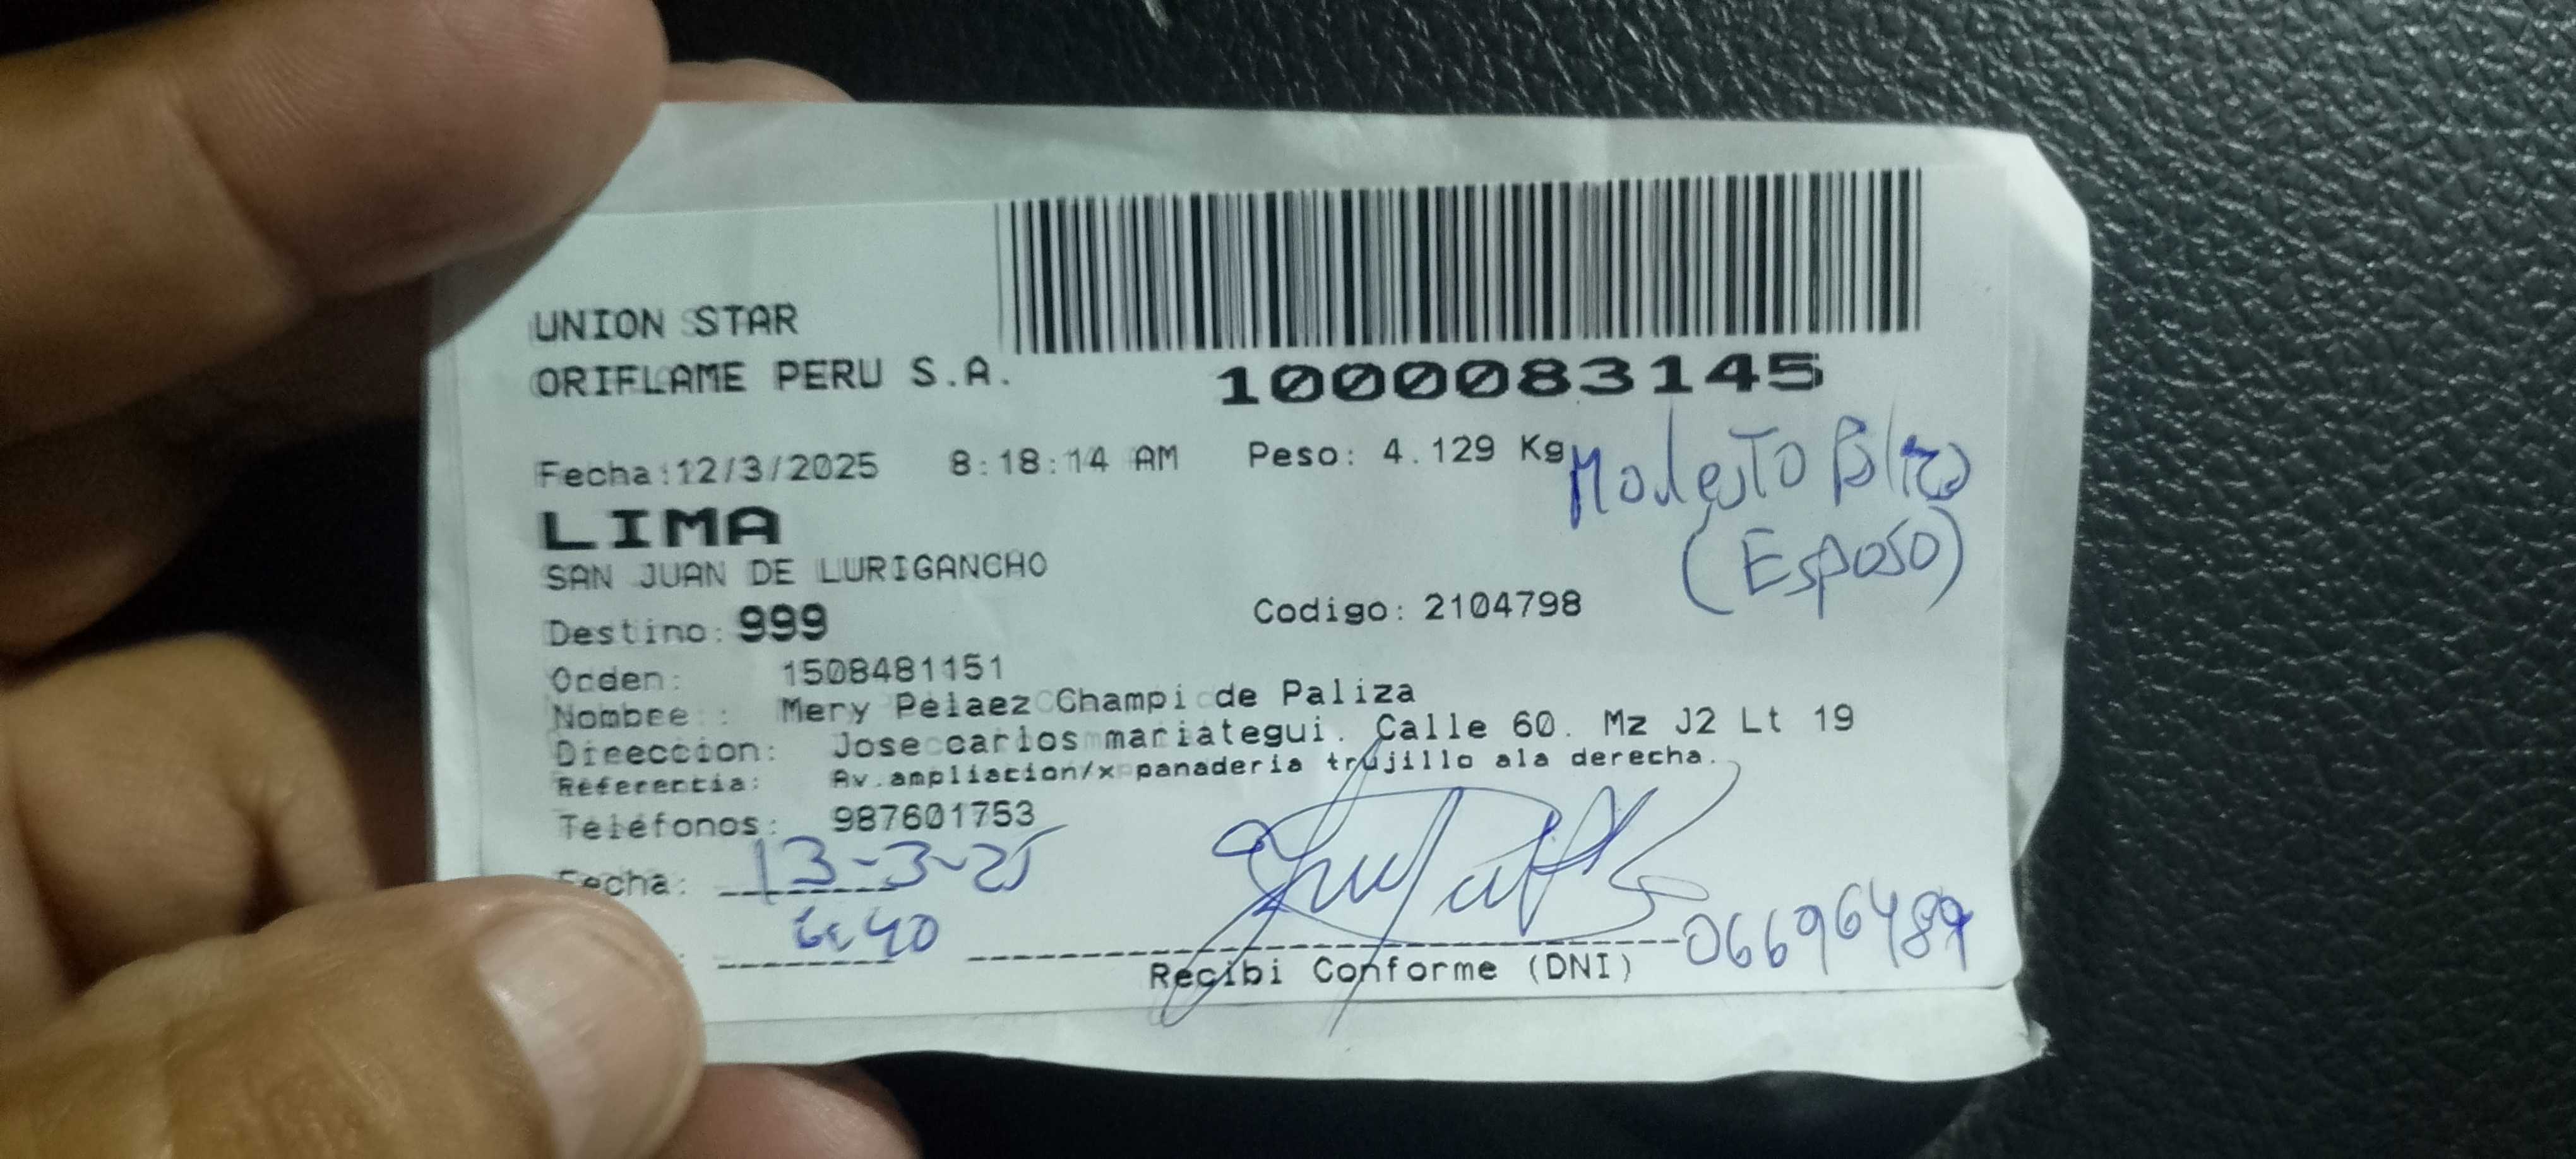 UNION STAR
ORIFLAME PERU S.A.
1000083145
Fecha:12/3/2025 8:18:14 AM Peso: 4.129 Kg
Modesto
(Esposo)
LIMA
SAN JUAN DE LURIGANCHO
Destino: 999 Codigo: 2104798
Orden: 1508481151
Nombre : Mery Pelaez Champi de Paliza
Direccion: Jose carlos mariategui. Calle 60. Mz J2 Lt 19
Referencia: Av.ampliacion/x panaderia trujillo ala derecha.
Teléfonos: 987601753
Fecha: 13-3-25
Recibi Conforme (DNI)